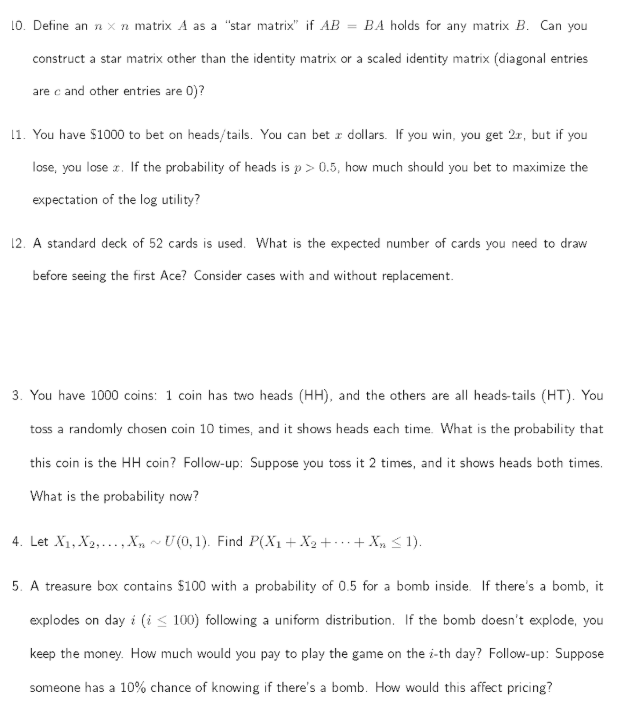 10. Define an n × n matrix A as a “star matrix” if AB = BA holds for any matrix B. Can you
construct a star matrix other than the identity matrix or a scaled identity matrix (diagonal entries
are c and other entries are 0)?
11. You have $1000 to bet on heads/tails. You can bet x dollars. If you win, you get 2x, but if you
lose, you lose x. If the probability of heads is p > 0.5, how much should you bet to maximize the
expectation of the log utility?
12. A standard deck of 52 cards is used. What is the expected number of cards you need to draw
before seeing the first Ace? Consider cases with and without replacement.
3. You have 1000 coins: 1 coin has two heads (HH), and the others are all heads-tails (HT). You
toss a randomly chosen coin 10 times, and it shows heads each time. What is the probability that
this coin is the HH coin? Follow-up: Suppose you toss it 2 times, and it shows heads both times.
What is the probability now?
4. Let X₁, X₂, . . . , Xₙ ~ U(0, 1). Find P(X₁ + X₂ + · · · + Xₙ ≤ 1).
5. A treasure box contains $100 with a probability of 0.5 for a bomb inside. If there's a bomb, it
explodes on day i (i ≤ 100) following a uniform distribution. If the bomb doesn't explode, you
keep the money. How much would you pay to play the game on the i-th day? Follow-up: Suppose
someone has a 10% chance of knowing if there's a bomb. How would this affect pricing?